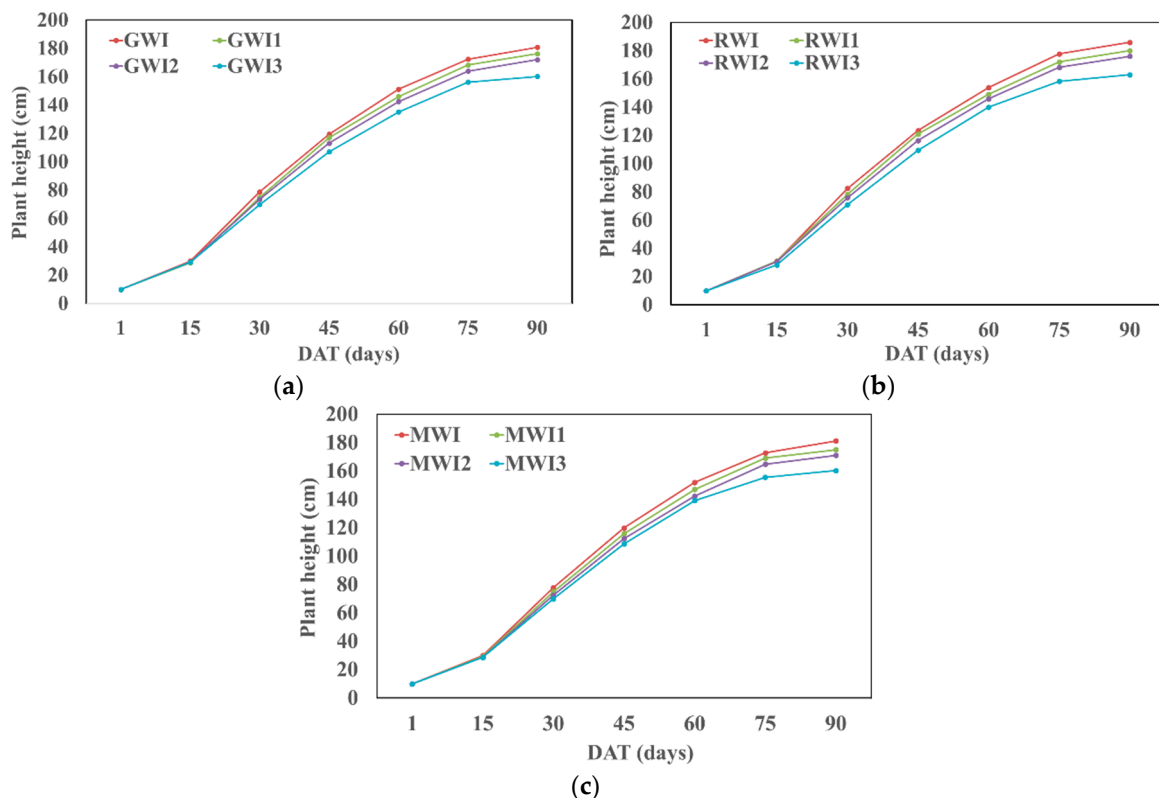 GWI GWI1
GWI2 GWI3
Plant height (cm)
200
180
160
140
120
100
80
60
40
20
0
1 15 30 45 60 75 90
DAT (days)
(a)
RWI RWI1
RWI2 RWI3
Plant height (cm)
200
180
160
140
120
100
80
60
40
20
0
1 15 30 45 60 75 90
DAT (days)
(b)
MWI MWI1
MWI2 MWI3
Plant height (cm)
200
180
160
140
120
100
80
60
40
20
0
1 15 30 45 60 75 90
DAT (days)
(c)